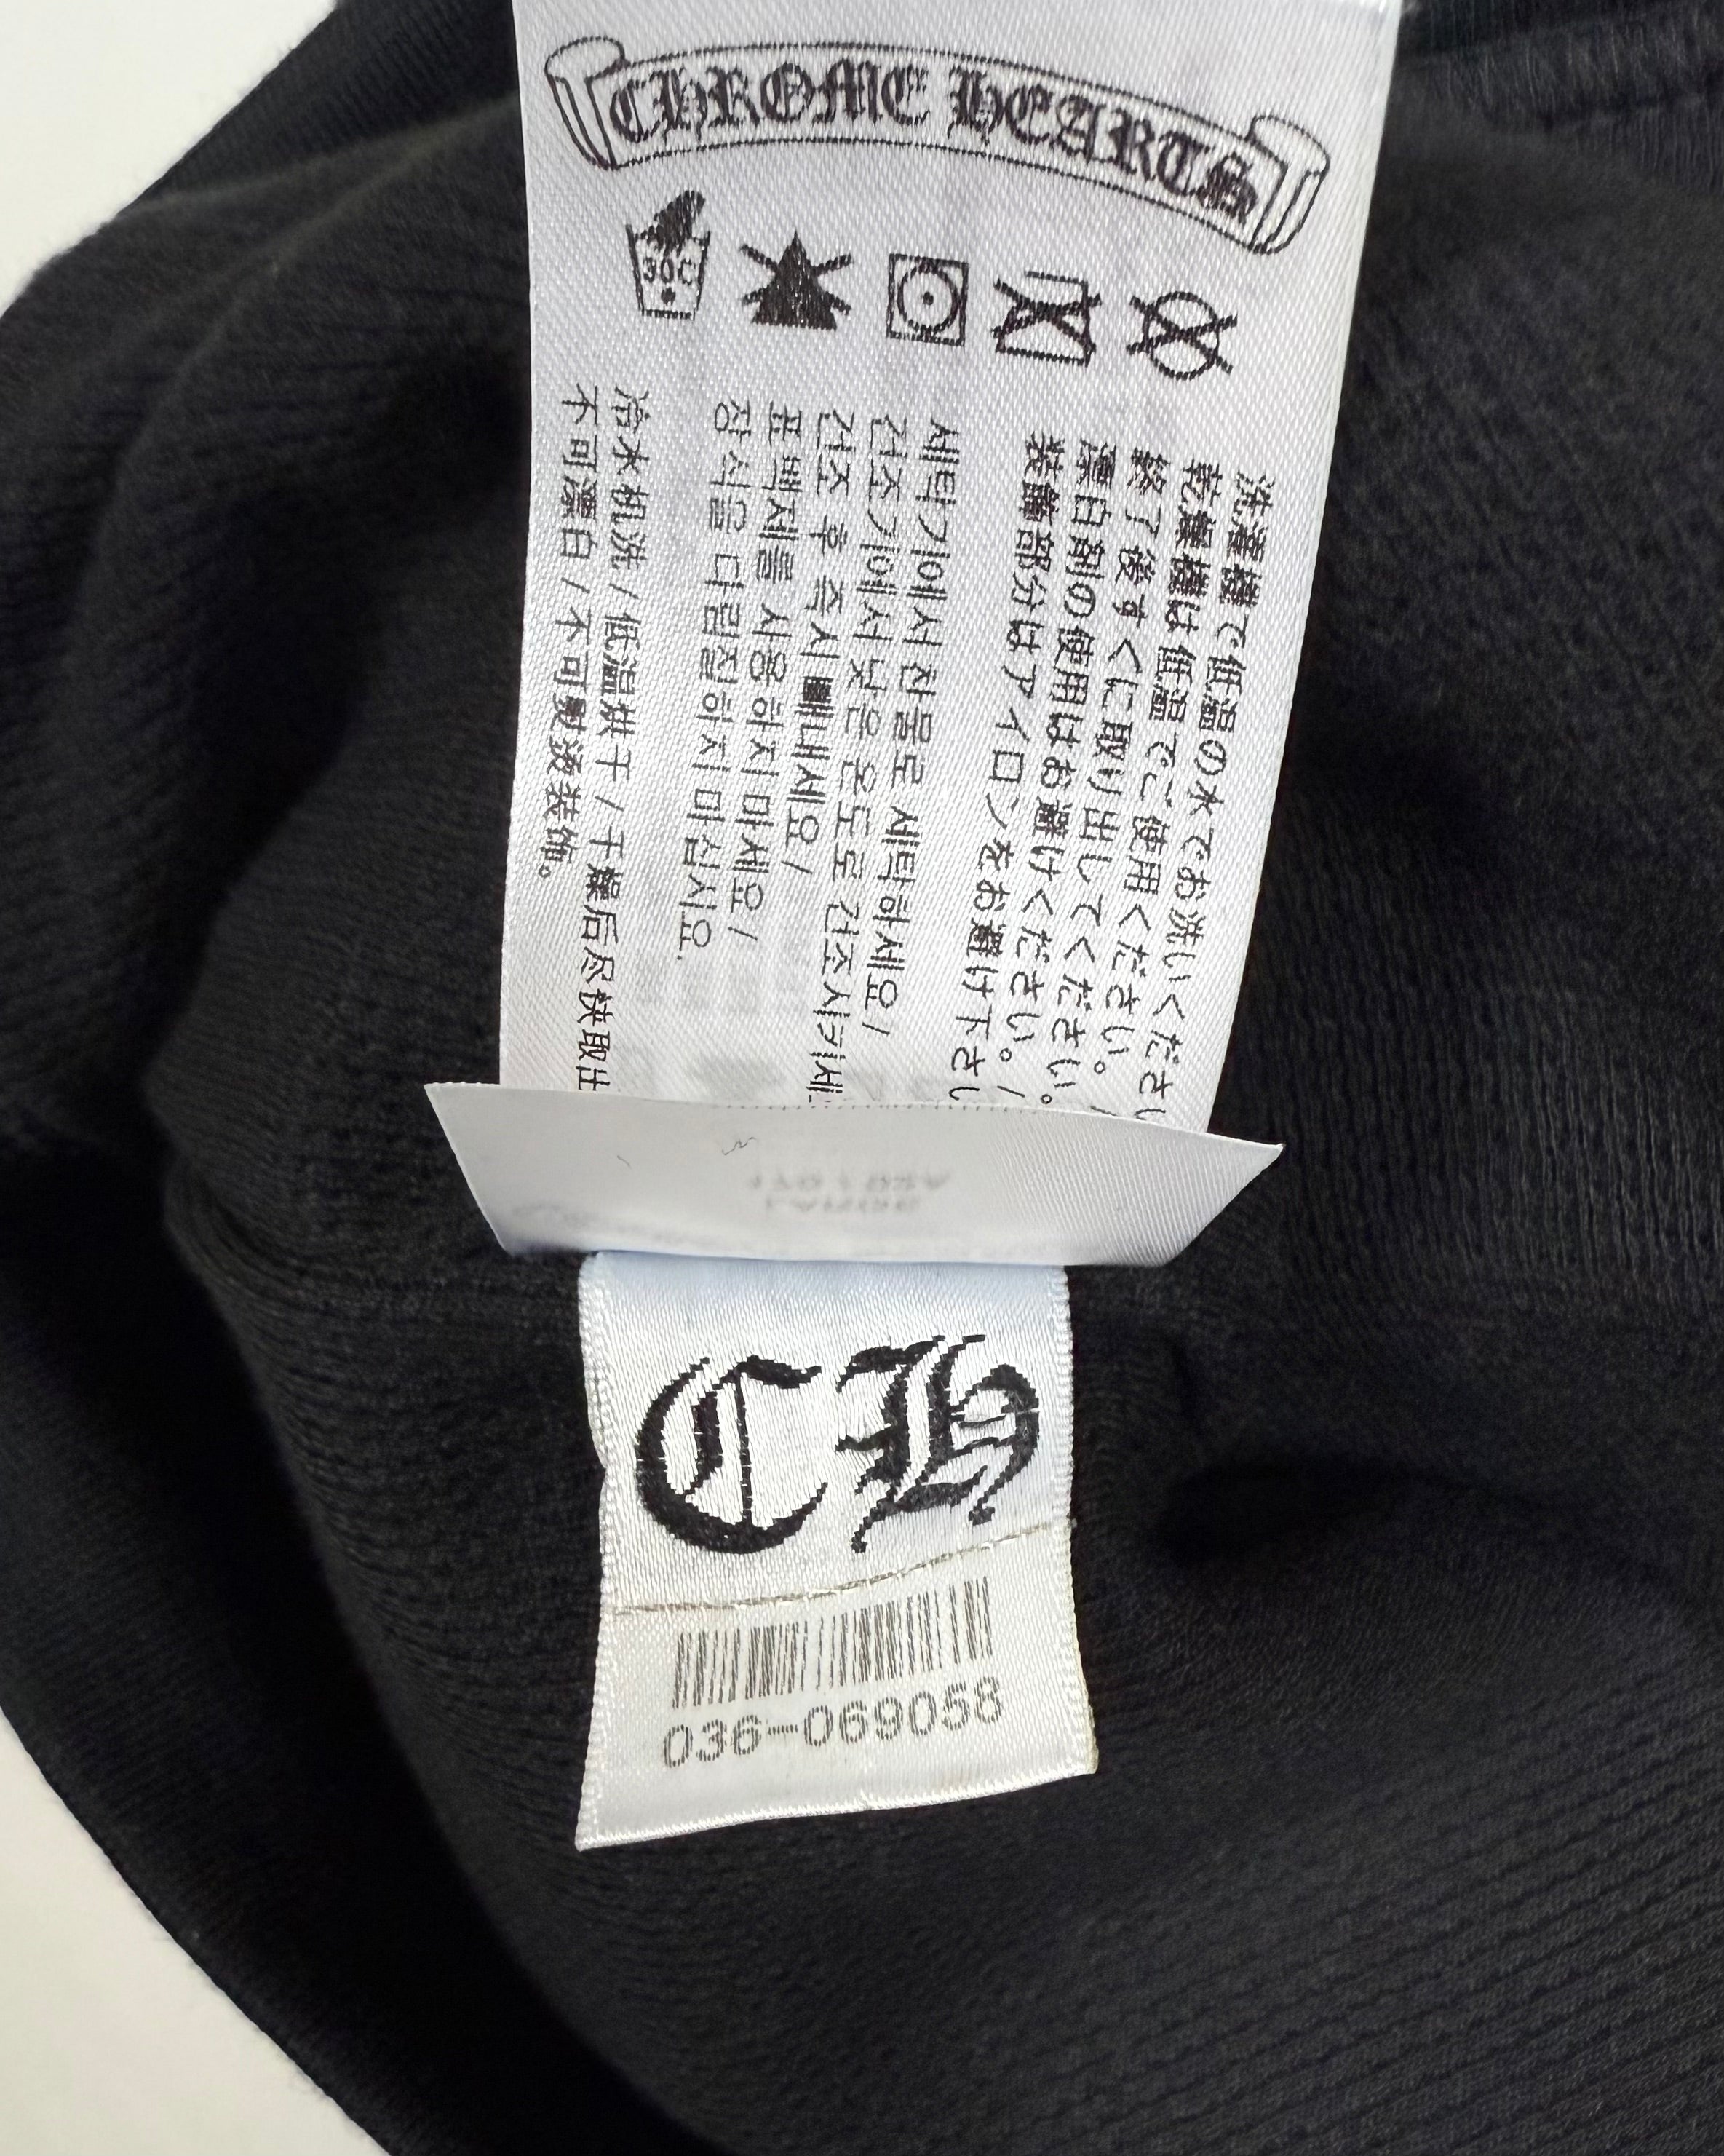 CHROME HEARTS
30C
洗濯機で低温の水でお洗いくださ
乾燥機は低温でご使用ください。/
終了後すぐに取り出してください。
漂白剤の使用はお避けください。/
装飾部分はアイロンをお避け下さい
세탁기에서 찬물로 세탁하세요/
건조기에서 낮은 온도로 건조시키세
건조 후 즉시 빼내세요/
표백제를 사용하지 마세요/
장식을 다림질하지 마십시요.
冷水机洗/低温烘干/干燥后尽快取出
不可漂白/不可熨烫装饰。
CH
036-069058